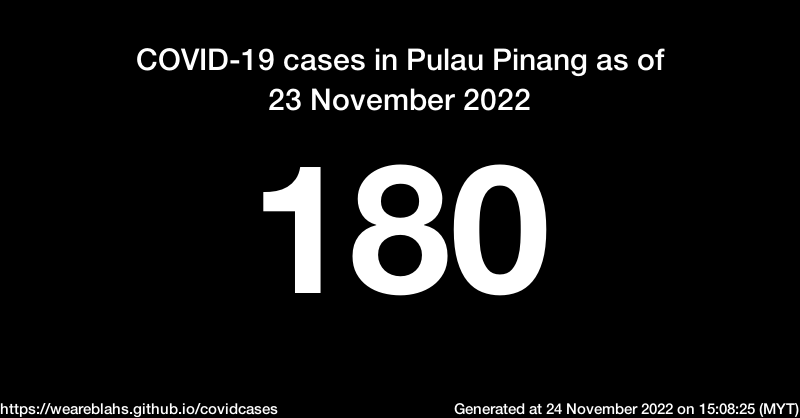 COVID-19 cases in Pulau Pinang as of
23 November 2022
180
https://weareblahs.github.io/covidcases
Generated at 24 November 2022 on 15:08:25 (MYT)